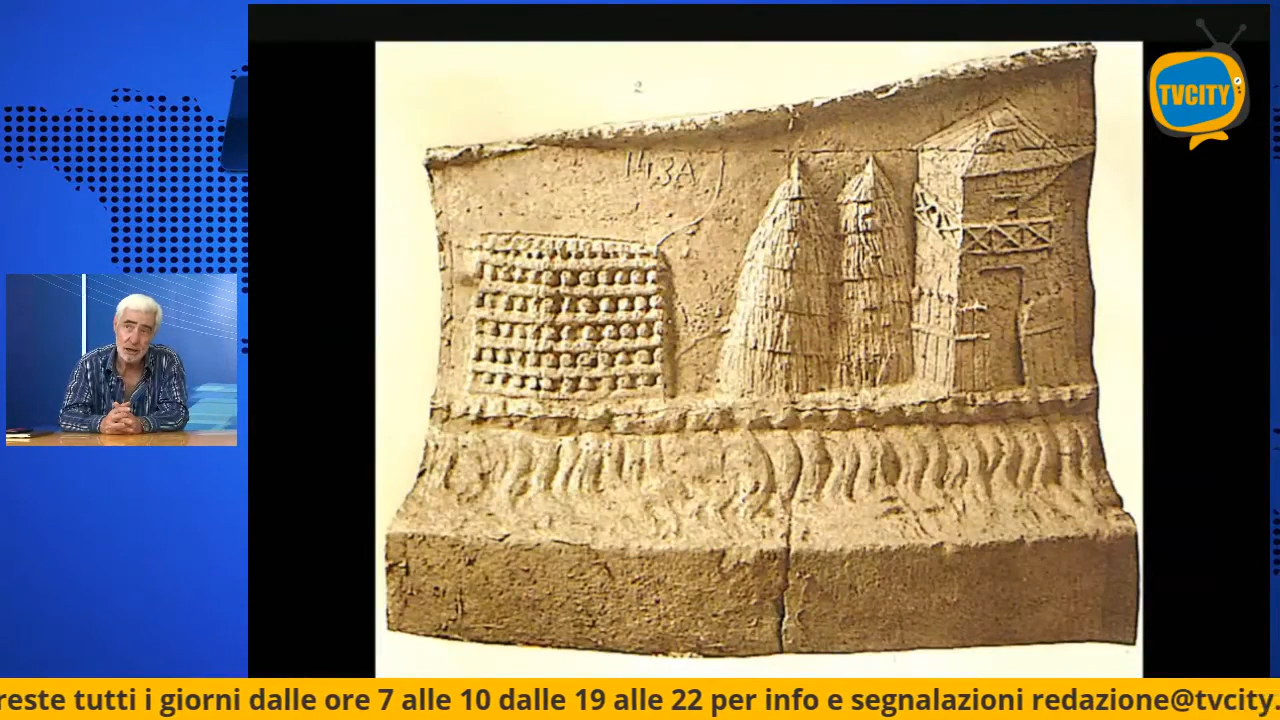 2
TVCITY
143A
reste tutti i giorni dalle ore 7 alle 10 dalle 19 alle 22 per info e segnalazioni redazione@tvcity.